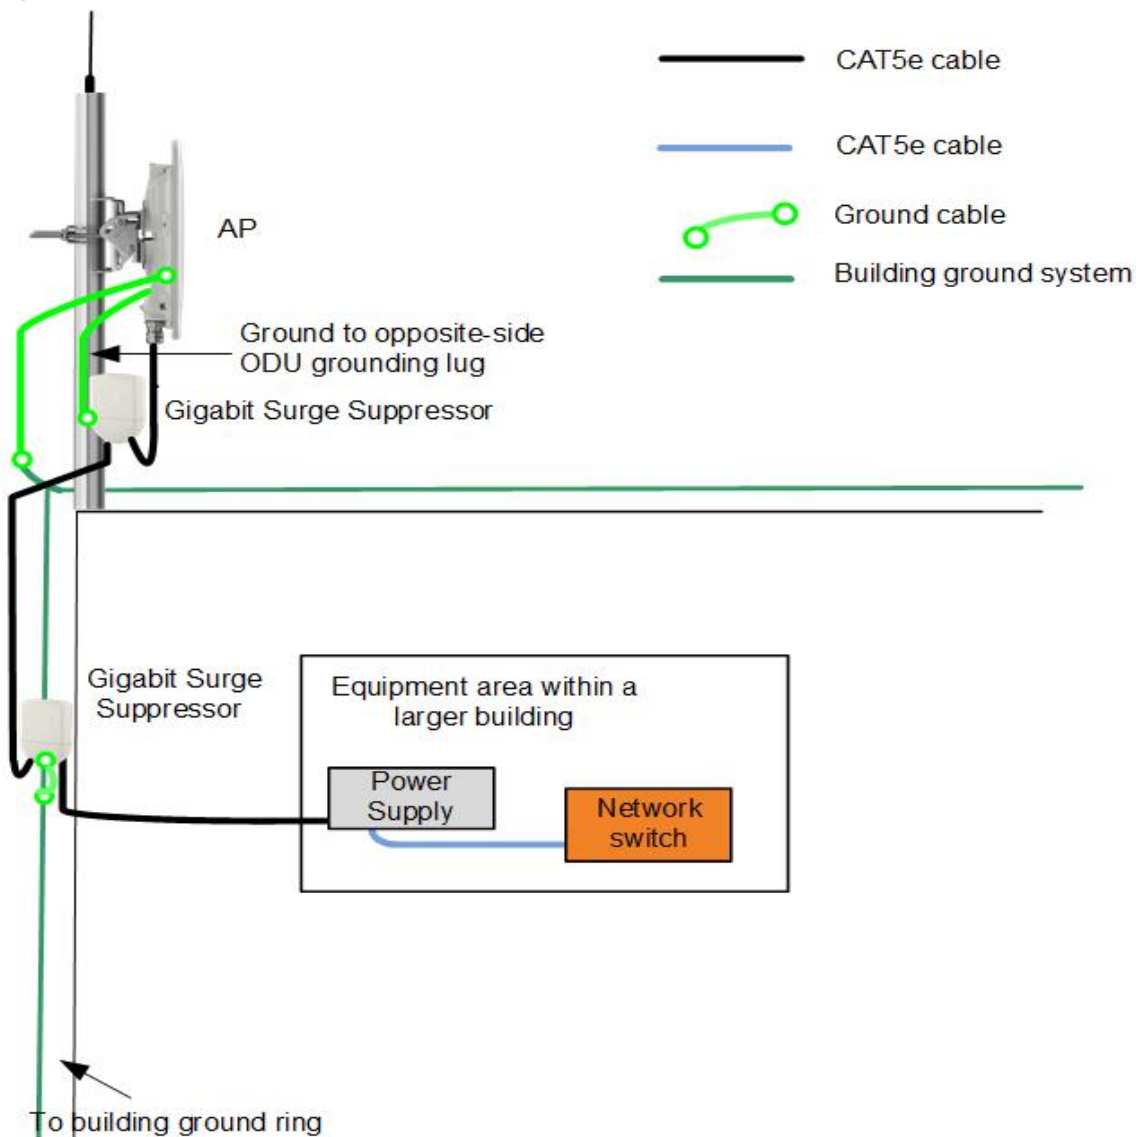 CAT5e cable
CAT5e cable
Ground cable
Building ground system
AP
Ground to opposite-side
ODU grounding lug
Gigabit Surge Suppressor
Gigabit Surge
Suppressor
Equipment area within a
larger building
Power
Supply
Network
switch
To building ground ring